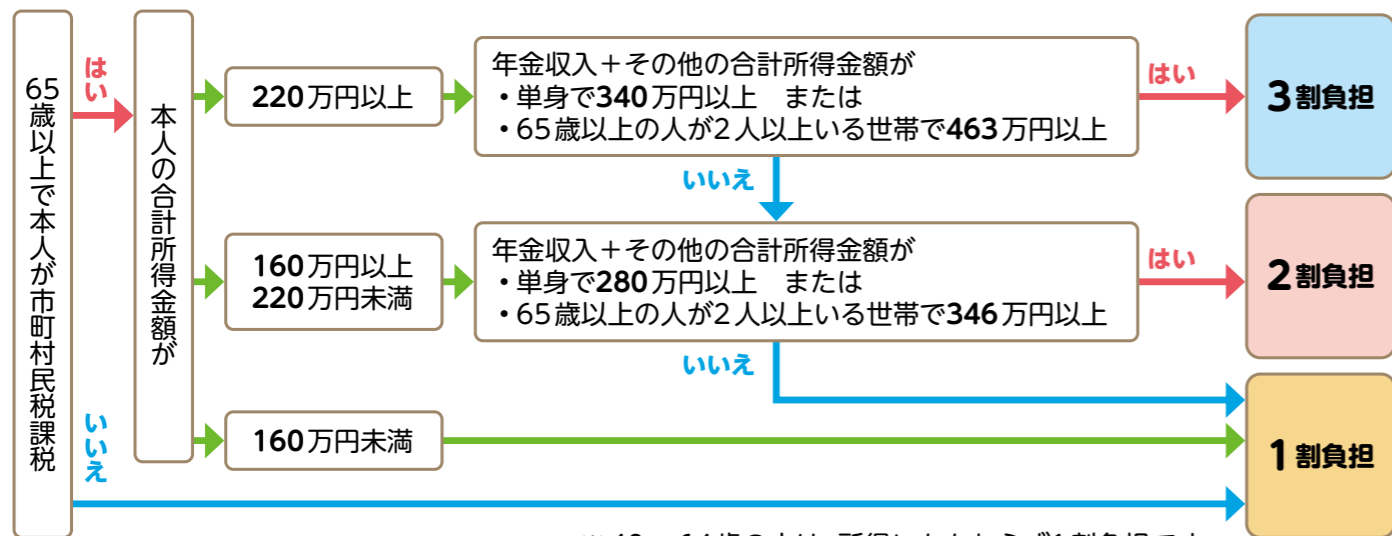 65歳以上で本人が市町村民税課税
はい
いいえ
本人の合計所得金額が
220万円以上
年金収入+その他の合計所得金額が
・単身で340万円以上 または
・65歳以上の人が2人以上いる世帯で463万円以上
はい
3割負担
いいえ
160万円以上
220万円未満
年金収入+その他の合計所得金額が
・単身で280万円以上 または
・65歳以上の人が2人以上いる世帯で346万円以上
はい
2割負担
いいえ
160万円未満
1割負担